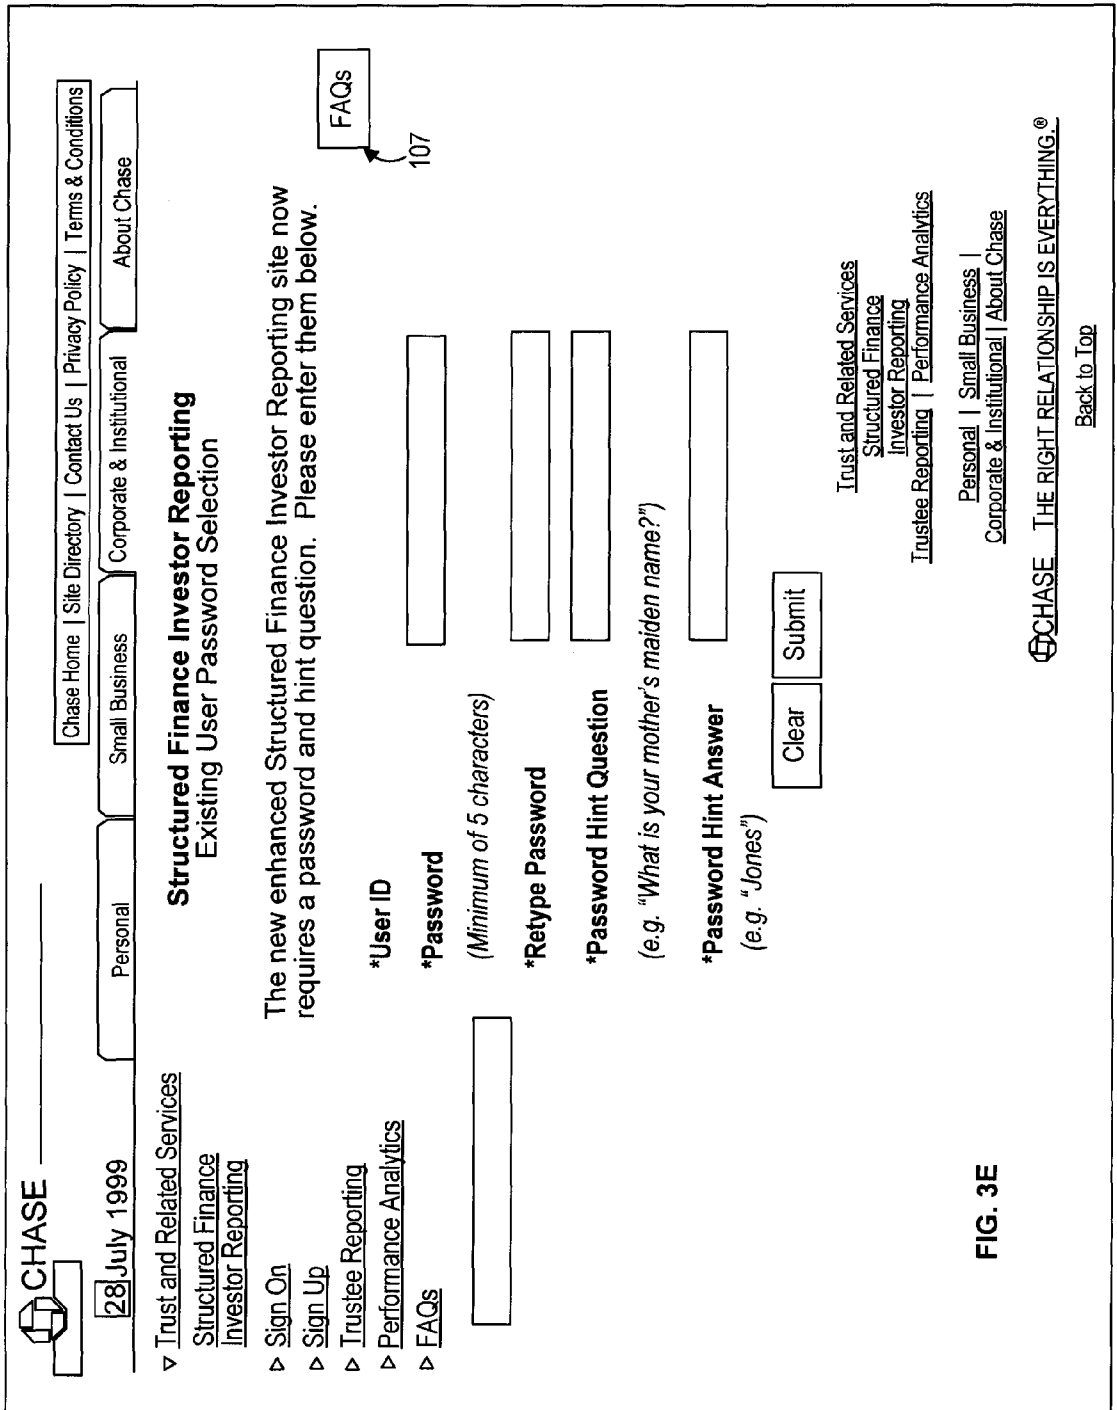 CHASE
Chase Home | Site Directory | Contact Us | Privacy Policy | Terms & Conditions
28 July 1999
Personal
Small Business
Corporate & Institutional
About Chase
▽ Trust and Related Services
Structured Finance
Investor Reporting
▷ Sign On
▷ Sign Up
▷ Trustee Reporting
▷ Performance Analytics
▷ FAQs
Structured Finance Investor Reporting
Existing User Password Selection
FAQs
107
The new enhanced Structured Finance Investor Reporting site now
requires a password and hint question. Please enter them below.
*User ID
*Password
(Minimum of 5 characters)
*Retype Password
*Password Hint Question
(e.g. "What is your mother's maiden name?")
*Password Hint Answer
(e.g. "Jones")
Clear
Submit
Trust and Related Services
Structured Finance
Investor Reporting
Trustee Reporting | Performance Analytics
Personal | Small Business |
Corporate & Institutional | About Chase
CHASE THE RIGHT RELATIONSHIP IS EVERYTHING.®
Back to Top
FIG. 3E